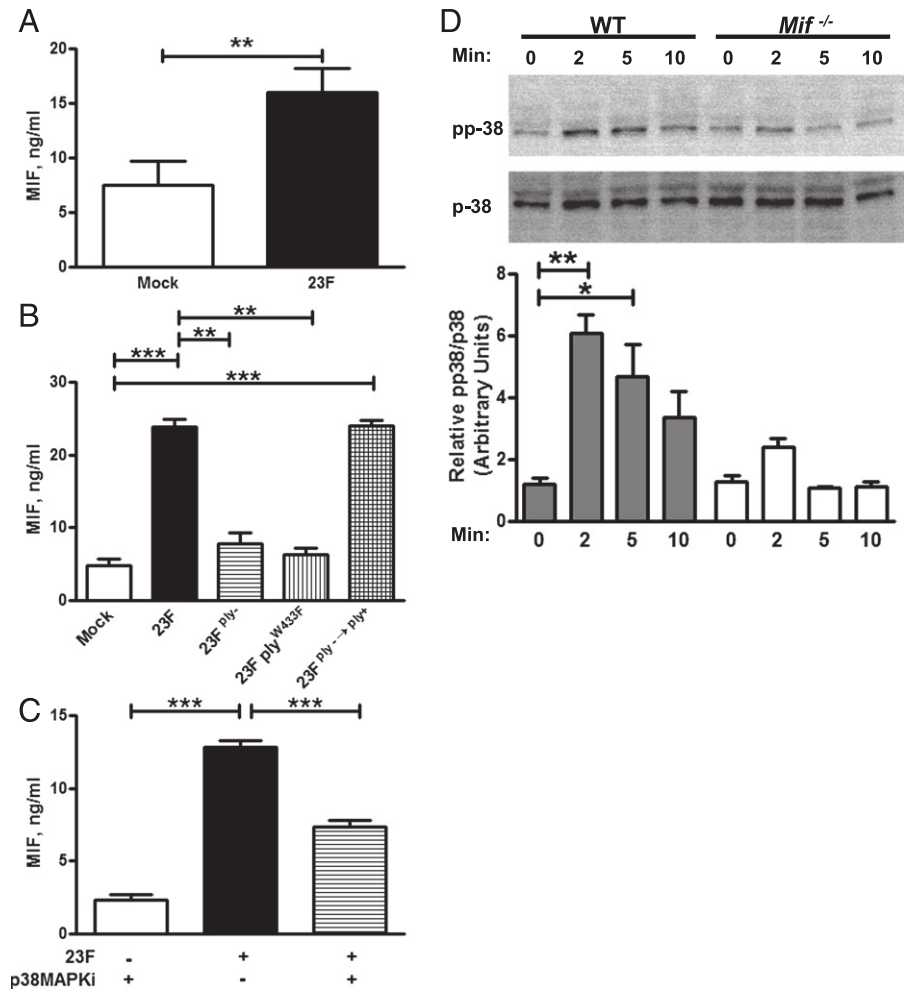 A
**
20
15
10
5
0
MIF, ng/ml
Mock 23F
B
**
**
***
***
30
20
10
0
MIF, ng/ml
Mock 23F 23F ply- 23F ply W433F 23F ply - → ply+
C
*** ***
15
10
5
0
MIF, ng/ml
23F - + +
p38MAPKi + - +
D
WT Mif -/-
Min: 0 2 5 10 0 2 5 10
pp-38
p-38
**
*
8
6
4
2
0
Relative pp38/p38
(Arbitrary Units)
Min: 0 2 5 10 0 2 5 10